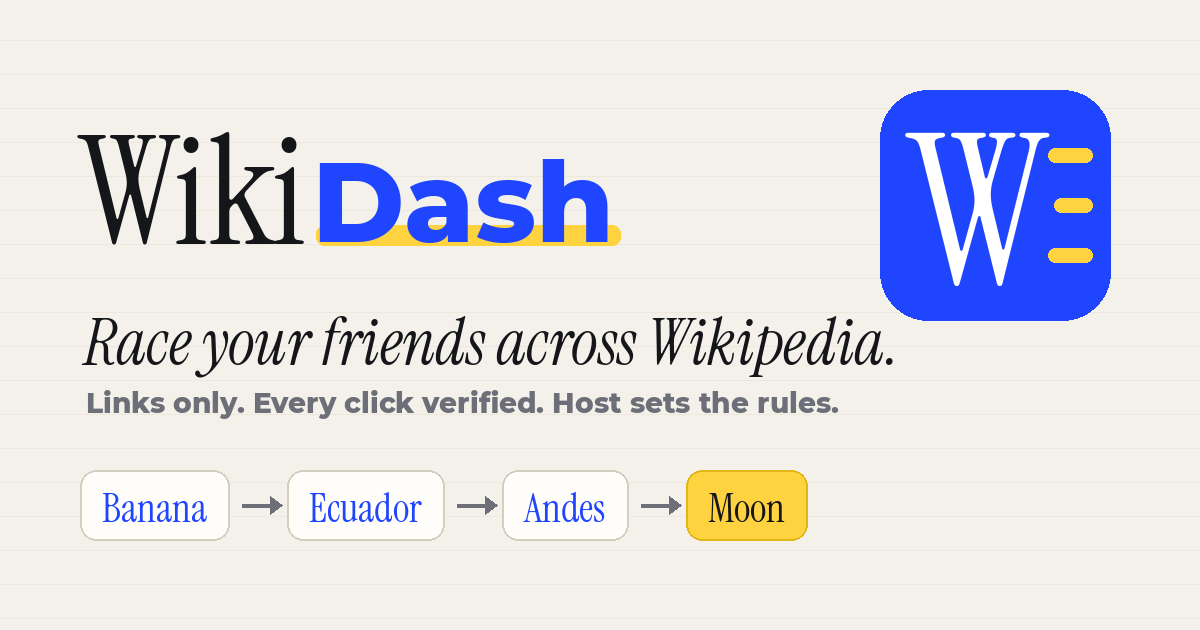 Wiki Dash
W
Race your friends across Wikipedia.
Links only. Every click verified. Host sets the rules.
Banana → Ecuador → Andes → Moon